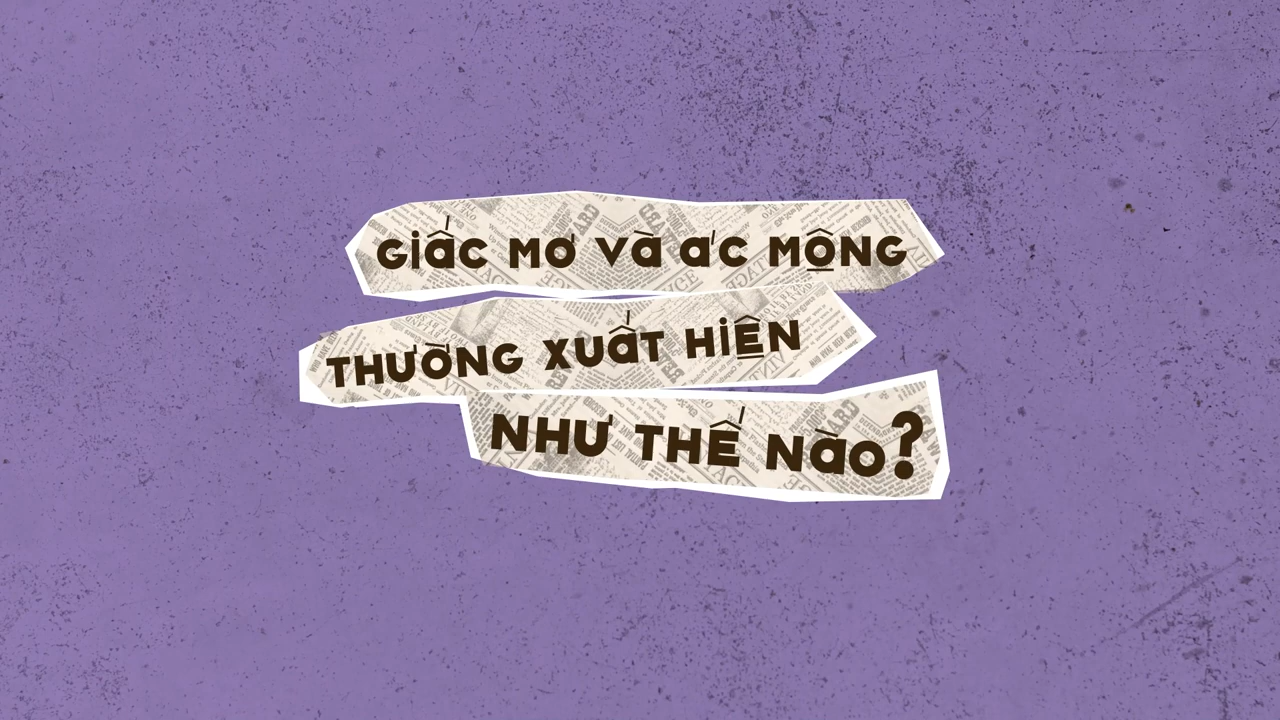 GIấC Mơ Và ác MộNG
THƯờNG XUấT HIệN
NHƯ THẾ Nào?